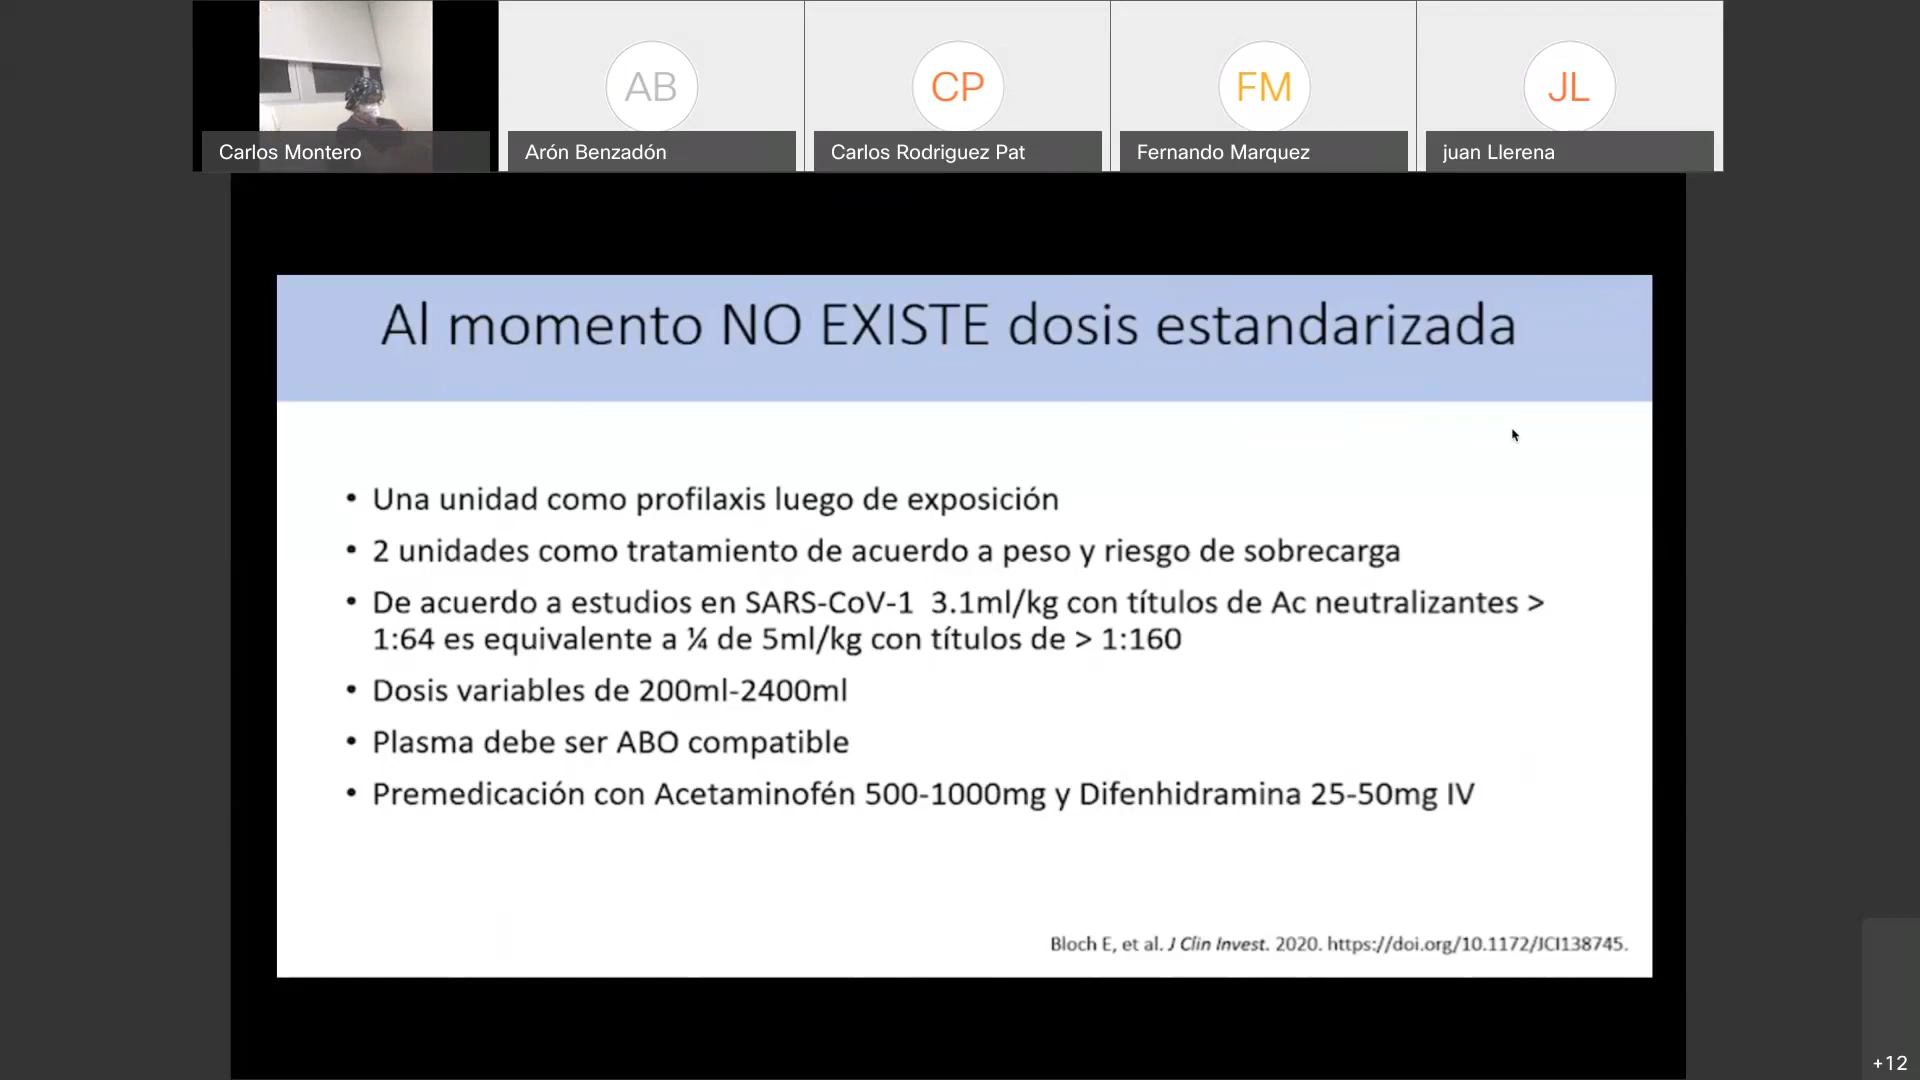 AB
CP
FM
JL
Carlos Montero
Arón Benzadón
Carlos Rodriguez Pat
Fernando Marquez
juan Llerena
Al momento NO EXISTE dosis estandarizada
• Una unidad como profilaxis luego de exposición
• 2 unidades como tratamiento de acuerdo a peso y riesgo de sobrecarga
• De acuerdo a estudios en SARS-CoV-1 3.1ml/kg con títulos de Ac neutralizantes >
1:64 es equivalente a ¼ de 5ml/kg con títulos de > 1:160
• Dosis variables de 200ml-2400ml
• Plasma debe ser ABO compatible
• Premedicación con Acetaminofén 500-1000mg y Difenhidramina 25-50mg IV
Bloch E, et al. J Clin Invest. 2020. https://doi.org/10.1172/JCI138745.
+12